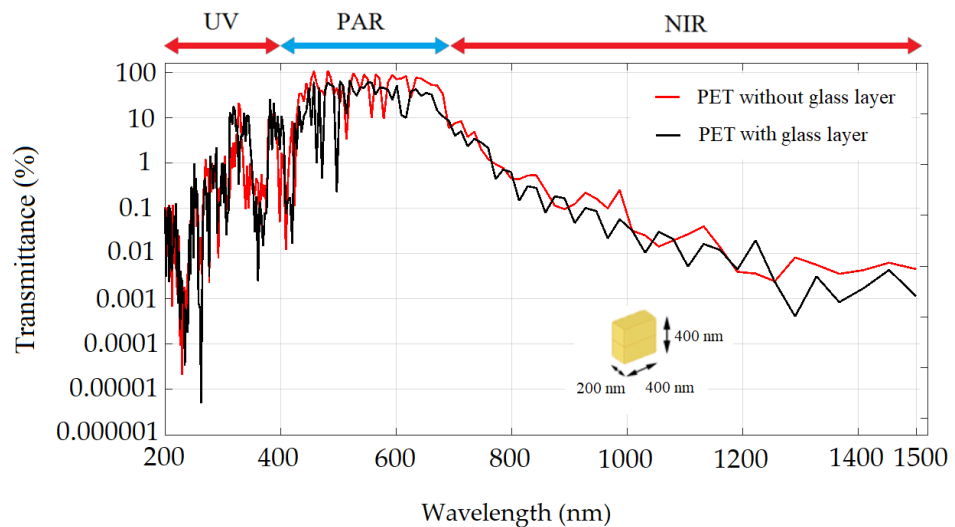 UV PAR NIR
100
10
1
0.1
0.01
0.001
0.0001
0.00001
0.000001
Transmittance (%)
PET without glass layer
PET with glass layer
400 nm
200 nm 400 nm
200 400 600 800 1000 1200 1400 1500
Wavelength (nm)